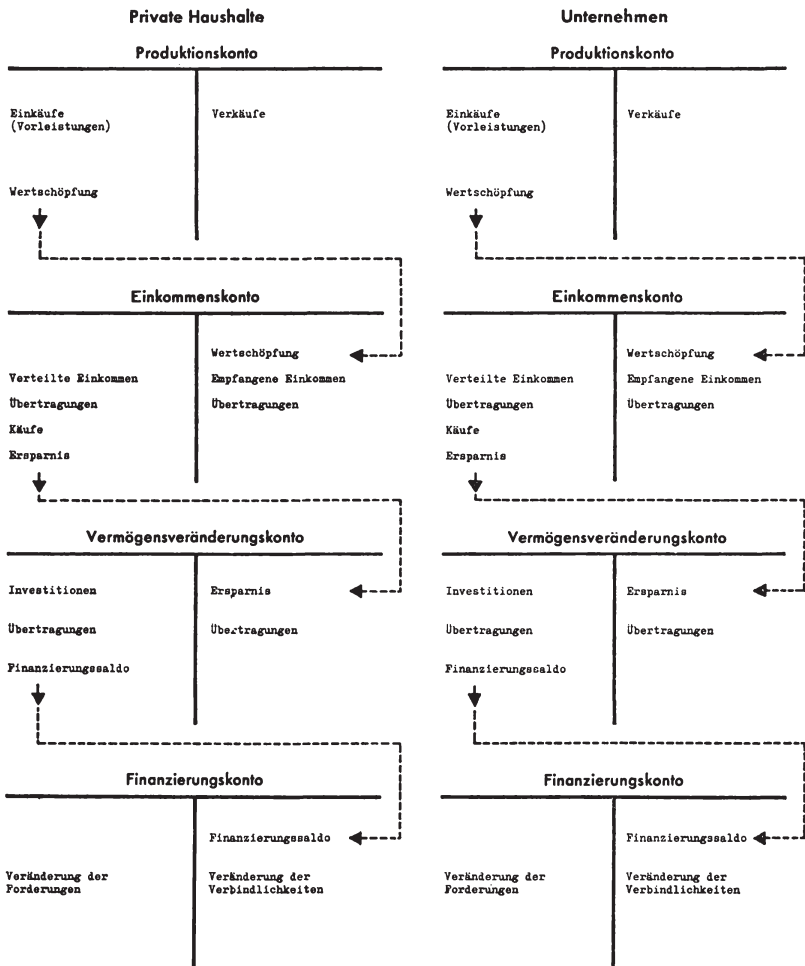 Private Haushalte
Produktionskonto
Einkäufe
(Vorleistungen)
Verkäufe
Wertschöpfung
Einkommenskonto
Wertschöpfung
Verteilte Einkommen
Empfangene Einkommen
Übertragungen
Übertragungen
Käufe
Ersparnis
Vermögensveränderungskonto
Investitionen
Ersparnis
Übertragungen
Übertragungen
Finanzierungssaldo
Finanzierungskonto
Finanzierungssaldo
Veränderung der
Forderungen
Veränderung der
Verbindlichkeiten
Unternehmen
Produktionskonto
Einkäufe
(Vorleistungen)
Verkäufe
Wertschöpfung
Einkommenskonto
Wertschöpfung
Verteilte Einkommen
Empfangene Einkommen
Übertragungen
Übertragungen
Käufe
Ersparnis
Vermögensveränderungskonto
Investitionen
Ersparnis
Übertragungen
Übertragungen
Finanzierungssaldo
Finanzierungskonto
Finanzierungssaldo
Veränderung der
Forderungen
Veränderung der
Verbindlichkeiten